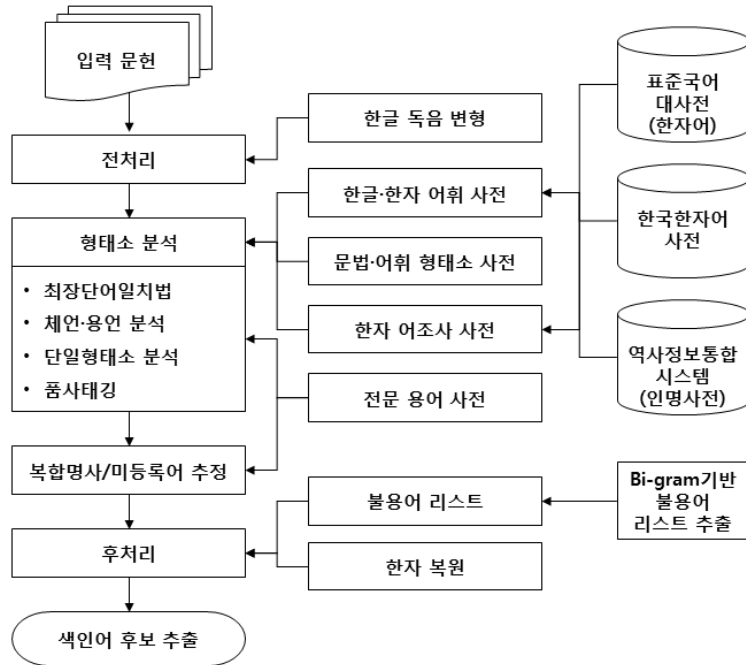 입력 문헌
전처리
형태소 분석
• 최장단어일치법
• 체언·용언 분석
• 단일형태소 분석
• 품사태깅
복합명사/미등록어 추정
후처리
색인어 후보 추출
한글 독음 변형
한글·한자 어휘 사전
문법·어휘 형태소 사전
한자 어조사 사전
전문 용어 사전
불용어 리스트
한자 복원
표준국어
대사전
(한자어)
한국한자어
사전
역사정보통합
시스템
(인명사전)
Bi-gram기반
불용어
리스트 추출